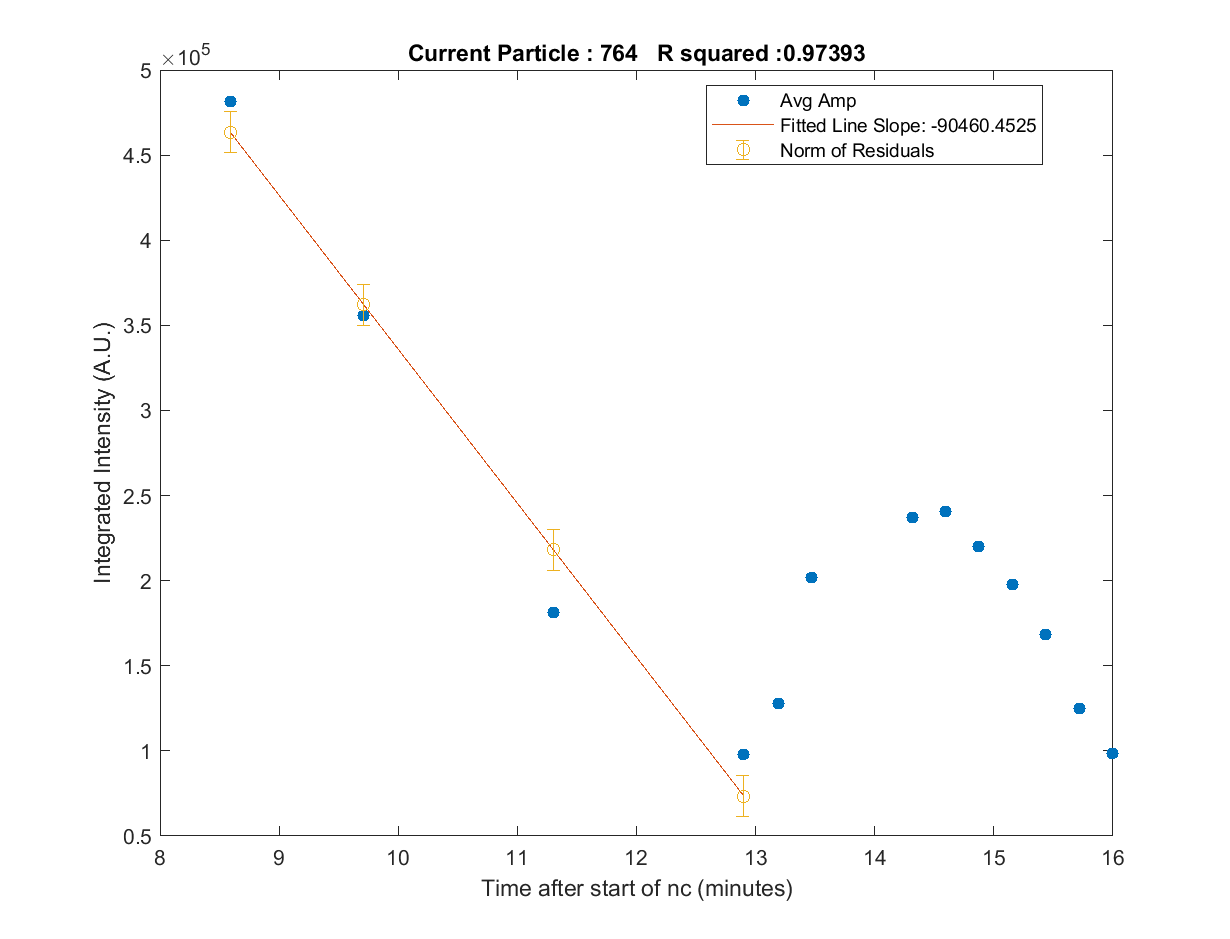 Current Particle : 764 R squared :0.97393
×10^5
Avg Amp
Fitted Line Slope: -90460.4525
Norm of Residuals
5
4.5
4
3.5
3
2.5
2
1.5
1
0.5
Integrated Intensity (A.U.)
8 9 10 11 12 13 14 15 16
Time after start of nc (minutes)